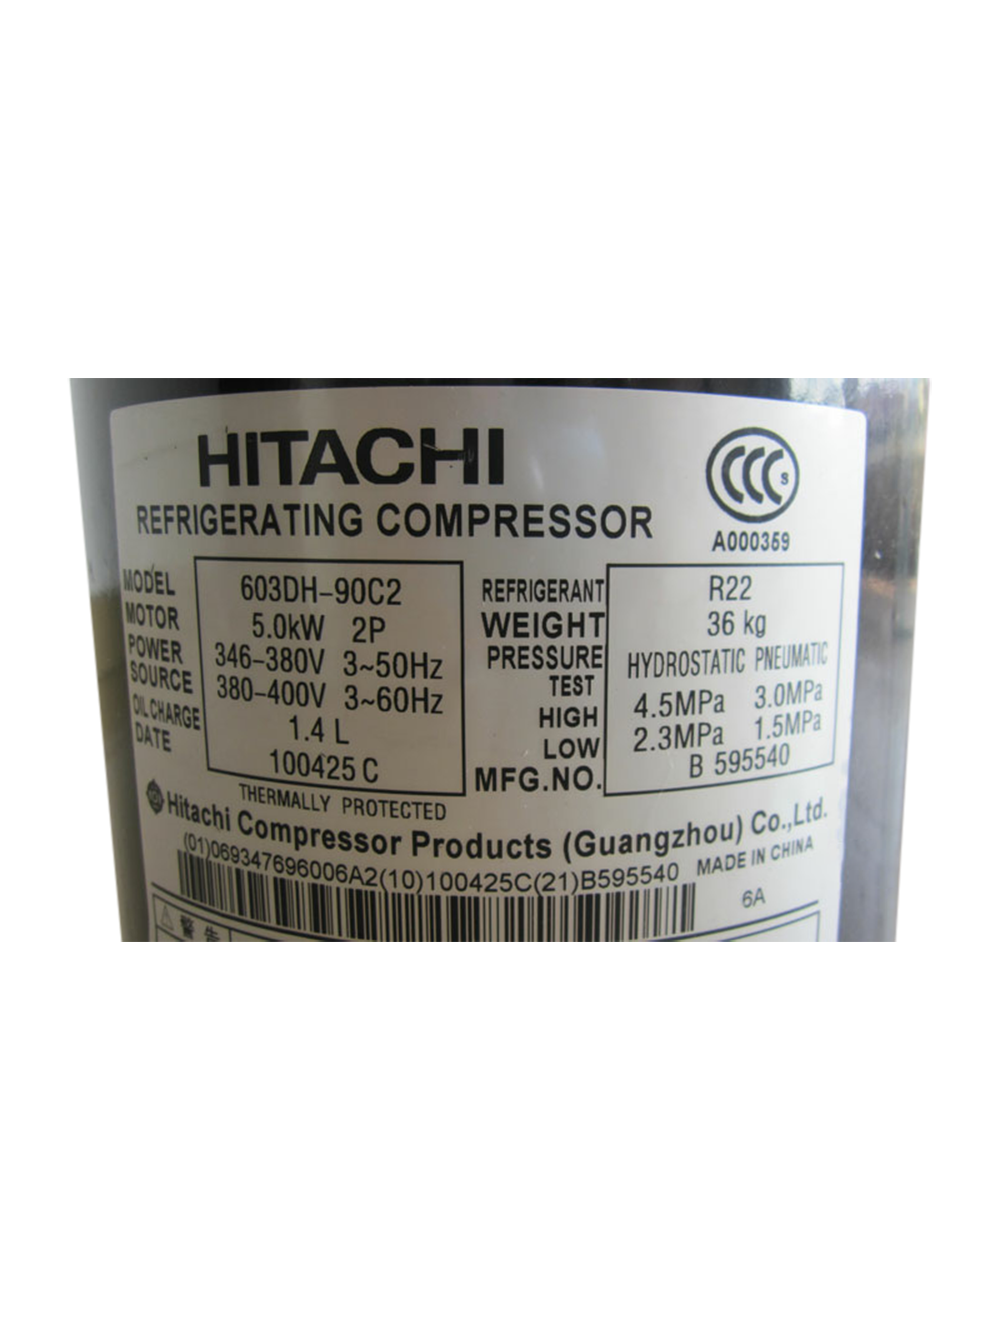 HITACHI
CCC S
REFRIGERATING COMPRESSOR
A000359
MODEL 603DH-90C2
MOTOR 5.0kW 2P
POWER SOURCE 346-380V 3~50Hz
380-400V 3~60Hz
OIL CHARGE 1.4 L
DATE 100425 C
REFRIGERANT R22
WEIGHT 36 kg
PRESSURE TEST HYDROSTATIC PNEUMATIC
HIGH 4.5MPa 3.0MPa
LOW 2.3MPa 1.5MPa
MFG.NO. B 595540
THERMALLY PROTECTED
Hitachi Compressor Products (Guangzhou) Co.,Ltd.
(01)069347696006A2(10)100425C(21)B595540
MADE IN CHINA
6A
警告